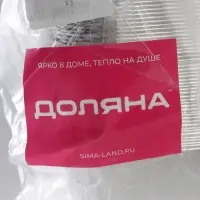 ЯРКО В ДОМЕ, ТЕПЛО НА ДУШЕ
ДОЛЯНА
SIMA-LAND.RU